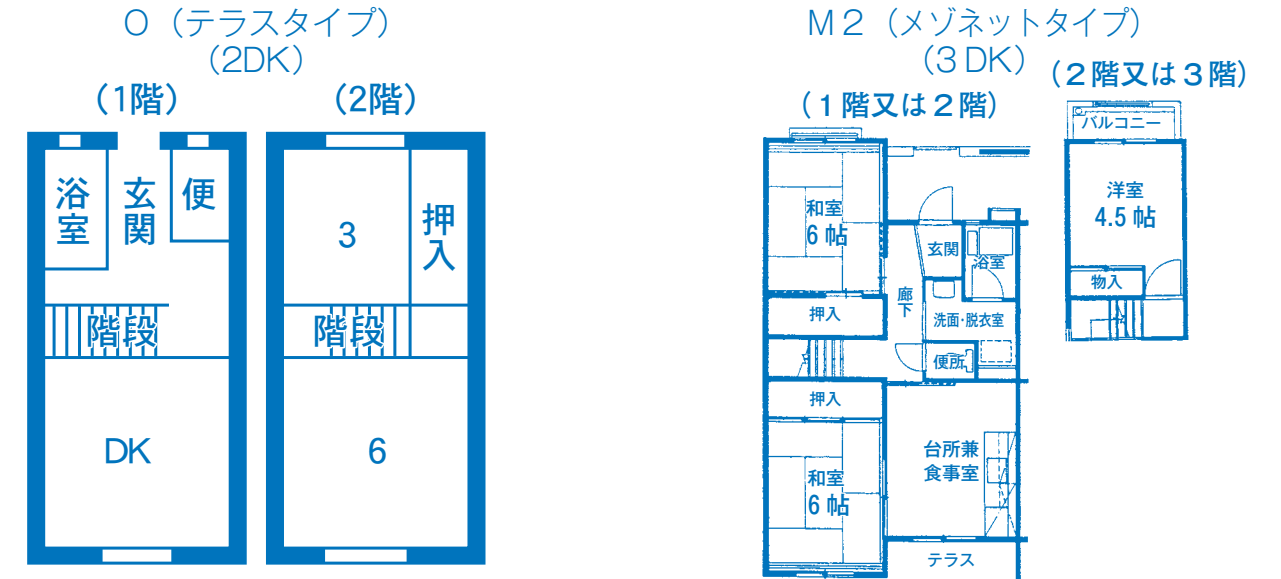 O（テラスタイプ）
（2DK）
（1階）
（2階）
浴室
玄関
便
階段
DK
3
押入
階段
6
M２（メゾネットタイプ）
（３DK）
（１階又は２階）
（２階又は３階）
和室
6 帖
玄関
浴室
廊下
押入
洗面・脱衣室
便所
押入
和室
6 帖
台所兼
食事室
テラス
バルコニー
洋室
4.5 帖
物入